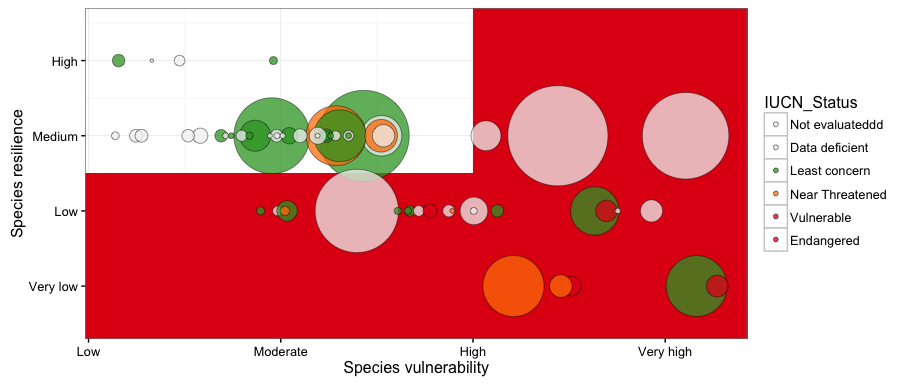 Species resilience
High
Medium
Low
Very low
Low
Moderate
High
Very high
Species vulnerability
IUCN_Status
Not evaluateddd
Data deficient
Least concern
Near Threatened
Vulnerable
Endangered